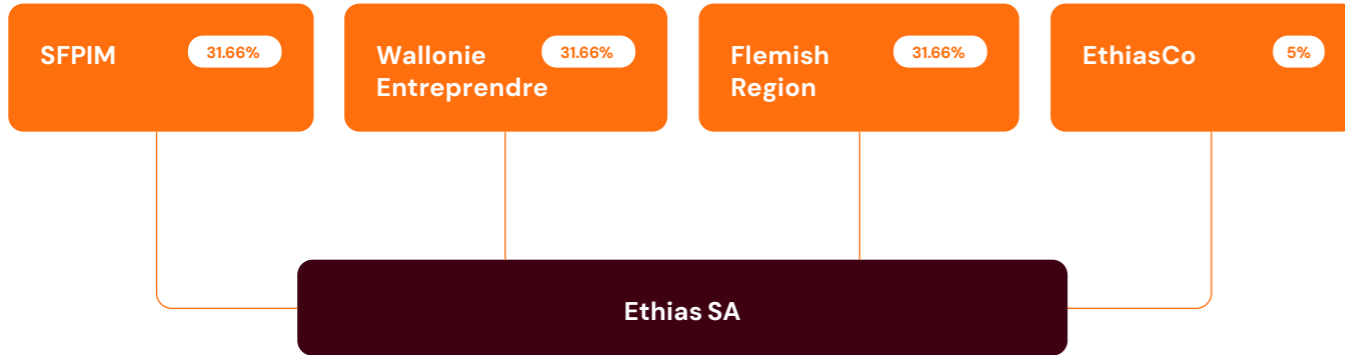 SFPIM 31.66%
Wallonie 31.66%
Entreprendre
Flemish 31.66%
Region
EthiasCo 5%
Ethias SA